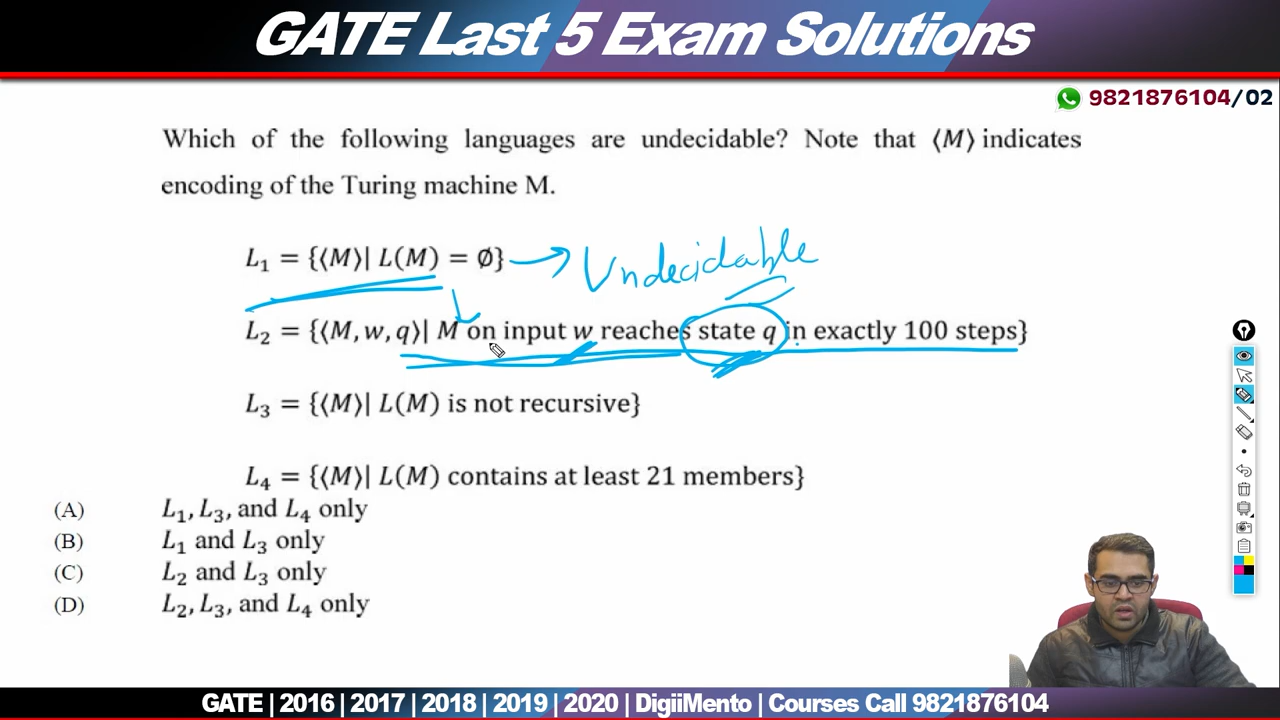 GATE Last 5 Exam Solutions
9821876104/02
Which of the following languages are undecidable? Note that ⟨M⟩ indicates
encoding of the Turing machine M.
L₁ = {⟨M⟩| L(M) = ∅} → Undecidable
L₂ = {⟨M, w, q⟩| M on input w reaches state q in exactly 100 steps}
L₃ = {⟨M⟩| L(M) is not recursive}
L₄ = {⟨M⟩| L(M) contains at least 21 members}
(A) L₁, L₃, and L₄ only
(B) L₁ and L₃ only
(C) L₂ and L₃ only
(D) L₂, L₃, and L₄ only
GATE | 2016 | 2017 | 2018 | 2019 | 2020 | DigiiMento | Courses Call 9821876104